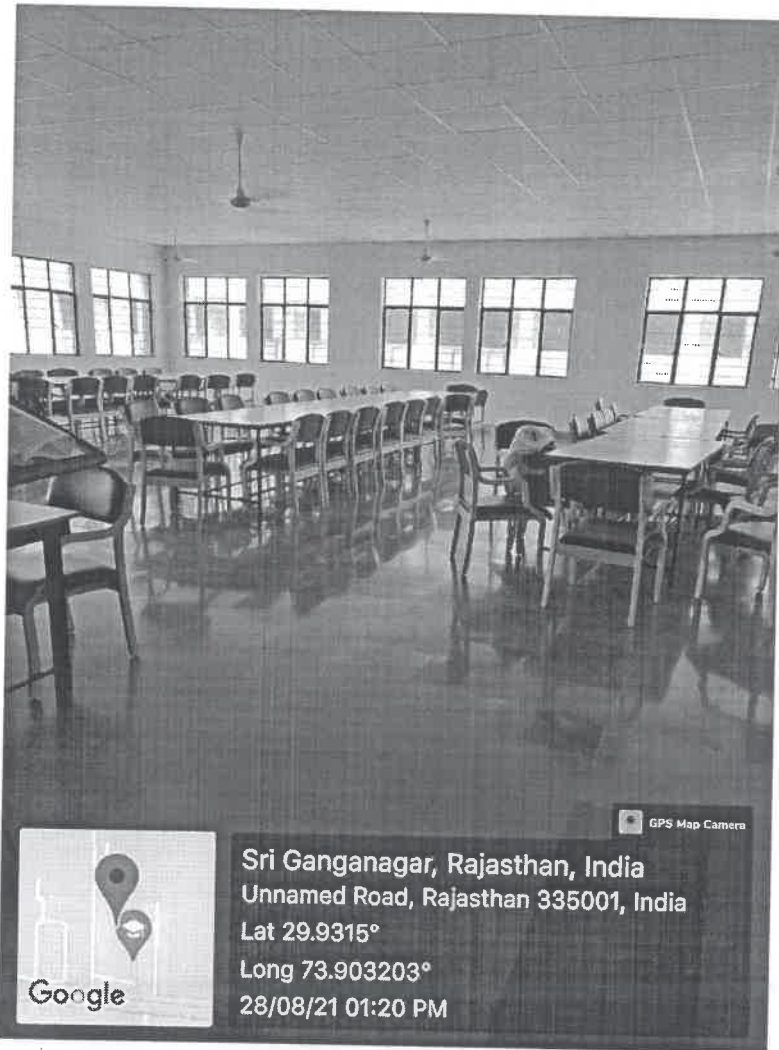 GPS Map Camera
Sri Ganganagar, Rajasthan, India
Unnamed Road, Rajasthan 335001, India
Lat 29.9315°
Long 73.903203°
28/08/21 01:20 PM
Google